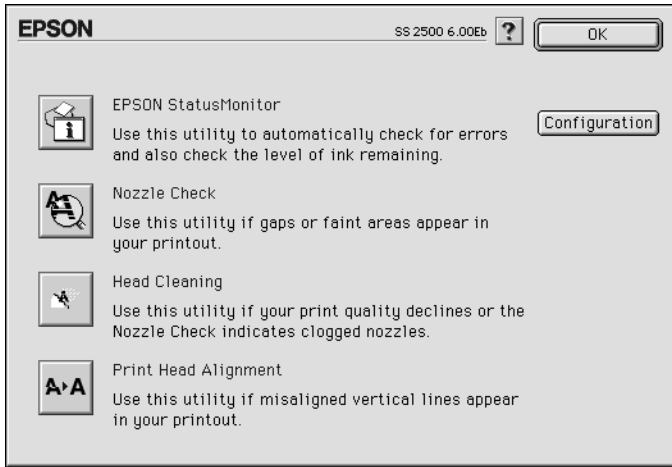 EPSON SS 2500 6.00Eb ? OK
EPSON StatusMonitor
Use this utility to automatically check for errors
and also check the level of ink remaining.
Configuration
Nozzle Check
Use this utility if gaps or faint areas appear in
your printout.
Head Cleaning
Use this utility if your print quality declines or the
Nozzle Check indicates clogged nozzles.
Print Head Alignment
Use this utility if misaligned vertical lines appear
in your printout.